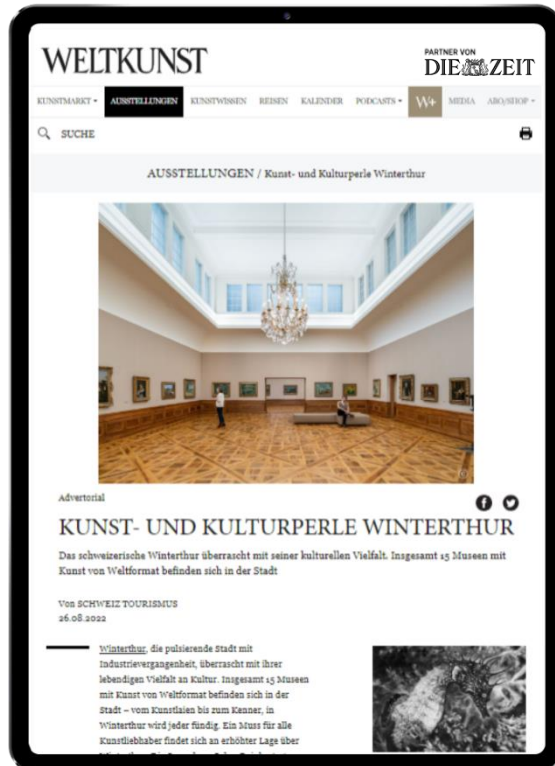 WELTKUNST
PARTNER VON
DIE ZEIT
KUNSTMARKT AUSSTELLUNGEN KUNSTWISSEN REISEN KALENDER PODCASTS W+ MEDIA ABO/SHOP
SUCHE
AUSSTELLUNGEN / Kunst- und Kulturperle Winterthur
Advertorial
KUNST- UND KULTURPERLE WINTERTHUR
Das schweizerische Winterthur überrascht mit seiner kulturellen Vielfalt. Insgesamt 15 Museen mit
Kunst von Weltformat befinden sich in der Stadt
Von SCHWEIZ TOURISMUS
26.08.2022
Winterthur, die pulsierende Stadt mit
Industrievergangenheit, überrascht mit ihrer
lebendigen Vielfalt an Kultur. Insgesamt 15 Museen
mit Kunst von Weltformat befinden sich in der
Stadt – vom Kunstlaien bis zum Kenner, in
Winterthur wird jeder fündig. Ein Muss für alle
Kunstliebhaber findet sich an erhöhter Lage über